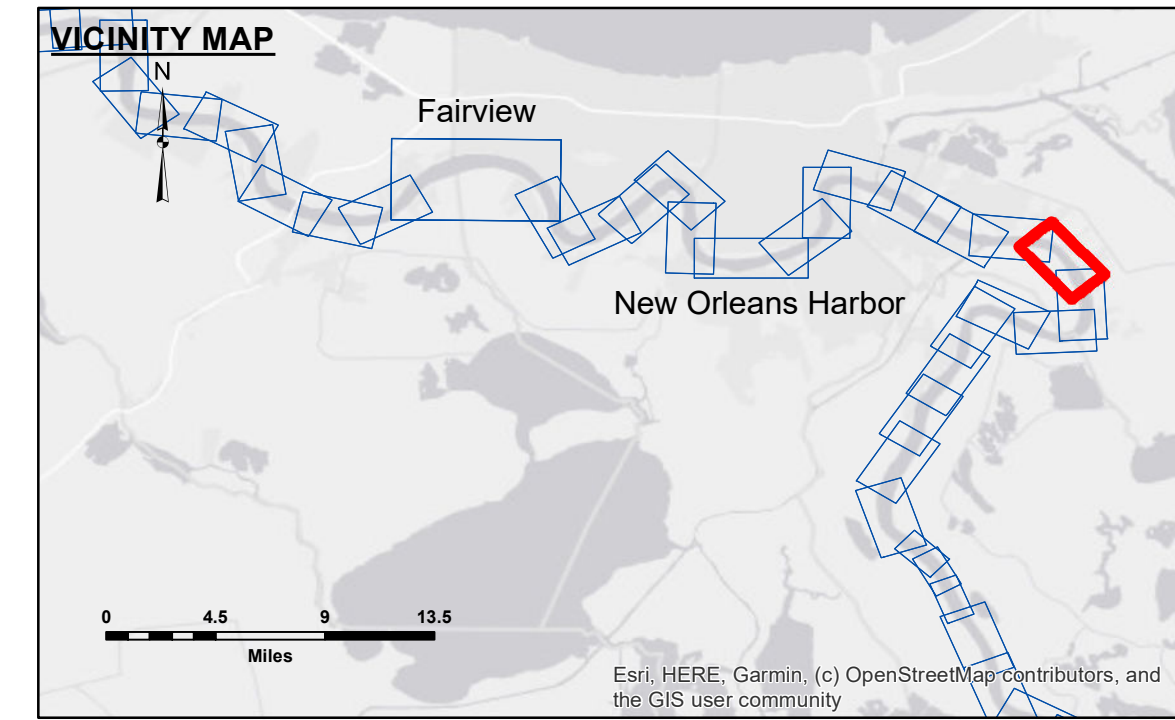 VICINITY MAP
N
Fairview
New Orleans Harbor
0 4.5 9 13.5
Miles
Esri, HERE, Garmin, (c) OpenStreetMap contributors, and
the GIS user community